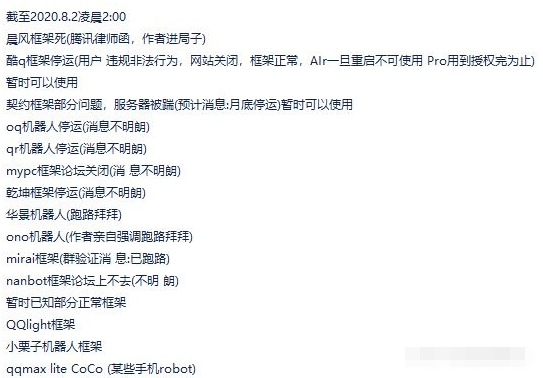 截至2020.8.2凌晨2:00
晨风框架死(腾讯律师函，作者进局子)
酷q框架停运(用户 违规非法行为，网站关闭，框架正常，AIr一旦重启不可使用 Pro用到授权完为止)
暂时可以使用
契约框架部分问题，服务器被踹(预计消息:月底停运)暂时可以使用
oq机器人停运(消息不明朗)
qr机器人停运(消息不明朗)
mypc框架论坛关闭(消 息不明朗)
乾坤框架停运(消息不明朗)
华景机器人(跑路拜拜)
ono机器人(作者亲自强调跑路拜拜)
mirai框架(群验证消 息:已跑路)
nanbot框架论坛上不去(不明 朗)
暂时已知部分正常框架
QQlight框架
小栗子机器人框架
qqmax lite CoCo (某些手机robot)